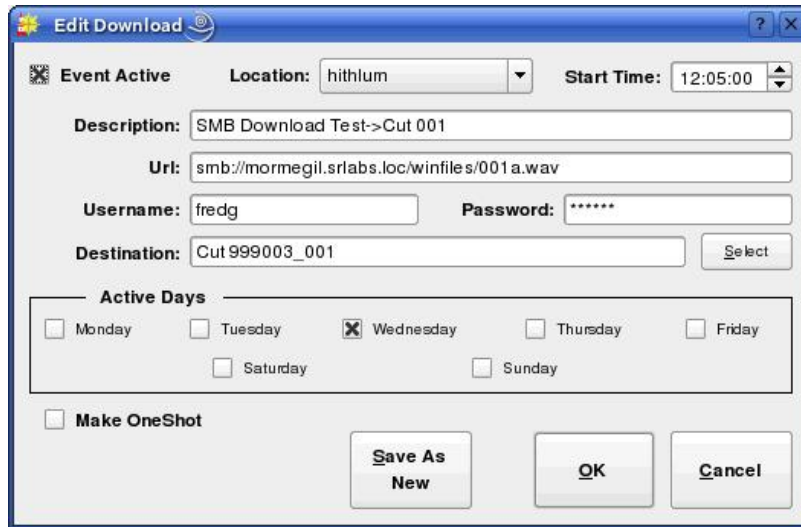 Edit Download
Event Active Location: hithlum Start Time: 12:05:00
Description: SMB Download Test->Cut 001
Url: smb://mormegil.srlabs.loc/winfiles/001a.wav
Username: fredg Password: ******
Destination: Cut 999003_001 Select
Active Days
Monday Tuesday Wednesday Thursday Friday
Saturday Sunday
Make OneShot
Save As
New
OK Cancel